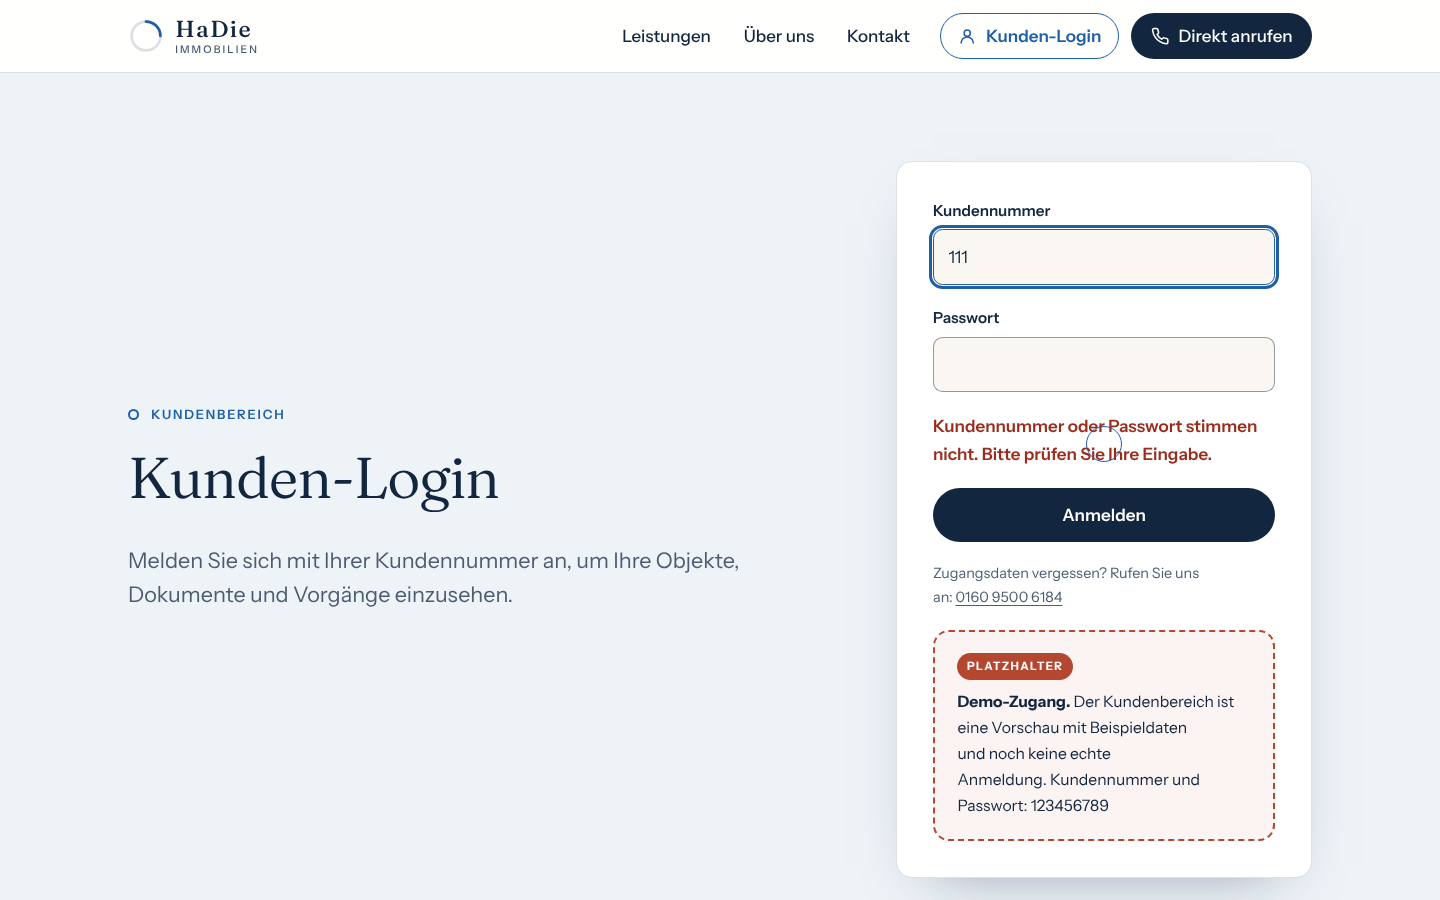 HaDie
IMMOBILIEN
Leistungen
Über uns
Kontakt
Kunden-Login
Direkt anrufen
KUNDENBEREICH
Kunden-Login
Melden Sie sich mit Ihrer Kundennummer an, um Ihre Objekte,
Dokumente und Vorgänge einzusehen.
Kundennummer
111
Passwort
Kundennummer oder Passwort stimmen
nicht. Bitte prüfen Sie Ihre Eingabe.
Anmelden
Zugangsdaten vergessen? Rufen Sie uns
an: 0160 9500 6184
PLATZHALTER
Demo-Zugang. Der Kundenbereich ist
eine Vorschau mit Beispieldaten
und noch keine echte
Anmeldung. Kundennummer und
Passwort: 123456789